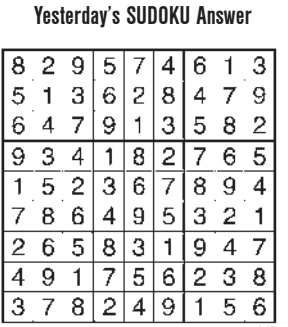 Yesterday's SUDOKU Answer
8 2 9 5 7 4 6 1 3
5 1 3 6 2 8 4 7 9
6 4 7 9 1 3 5 8 2
9 3 4 1 8 2 7 6 5
1 5 2 3 6 7 8 9 4
7 8 6 4 9 5 3 2 1
2 6 5 8 3 1 9 4 7
4 9 1 7 5 6 2 3 8
3 7 8 2 4 9 1 5 6